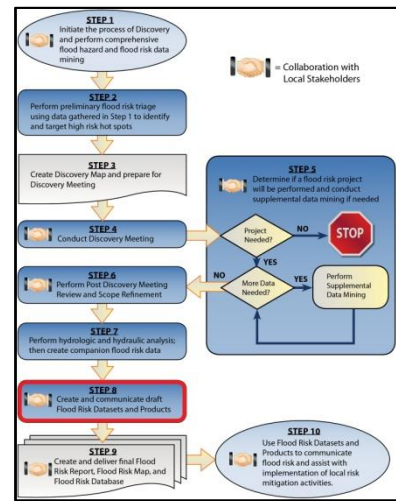 STEP 1
Initiate the process of Discovery
and perform comprehensive
flood hazard and flood risk data
mining
= Collaboration with
Local Stakeholders
STEP 2
Perform preliminary flood risk triage
using data gathered in Step 1 to identify
and target high risk hot spots
STEP 3
Create Discovery Map and prepare for
Discovery Meeting
STEP 4
Conduct Discovery Meeting
STEP 5
Determine if a flood risk project
will be performed and conduct
supplemental data mining if needed
Project
Needed?
NO
STOP
YES
More Data
Needed?
NO
YES
Perform
Supplemental
Data Mining
STEP 6
Perform Post Discovery Meeting
Review and Scope Refinement
STEP 7
Perform hydrologic and hydraulic analysis;
then create companion flood risk data
STEP 8
Create and communicate draft
Flood Risk Datasets and Products
STEP 9
Create and deliver final Flood
Risk Report, Flood Risk Map, and
Flood Risk Database
STEP 10
Use Flood Risk Datasets and
Products to communicate
flood risk and assist with
implementation of local risk
mitigation activities.